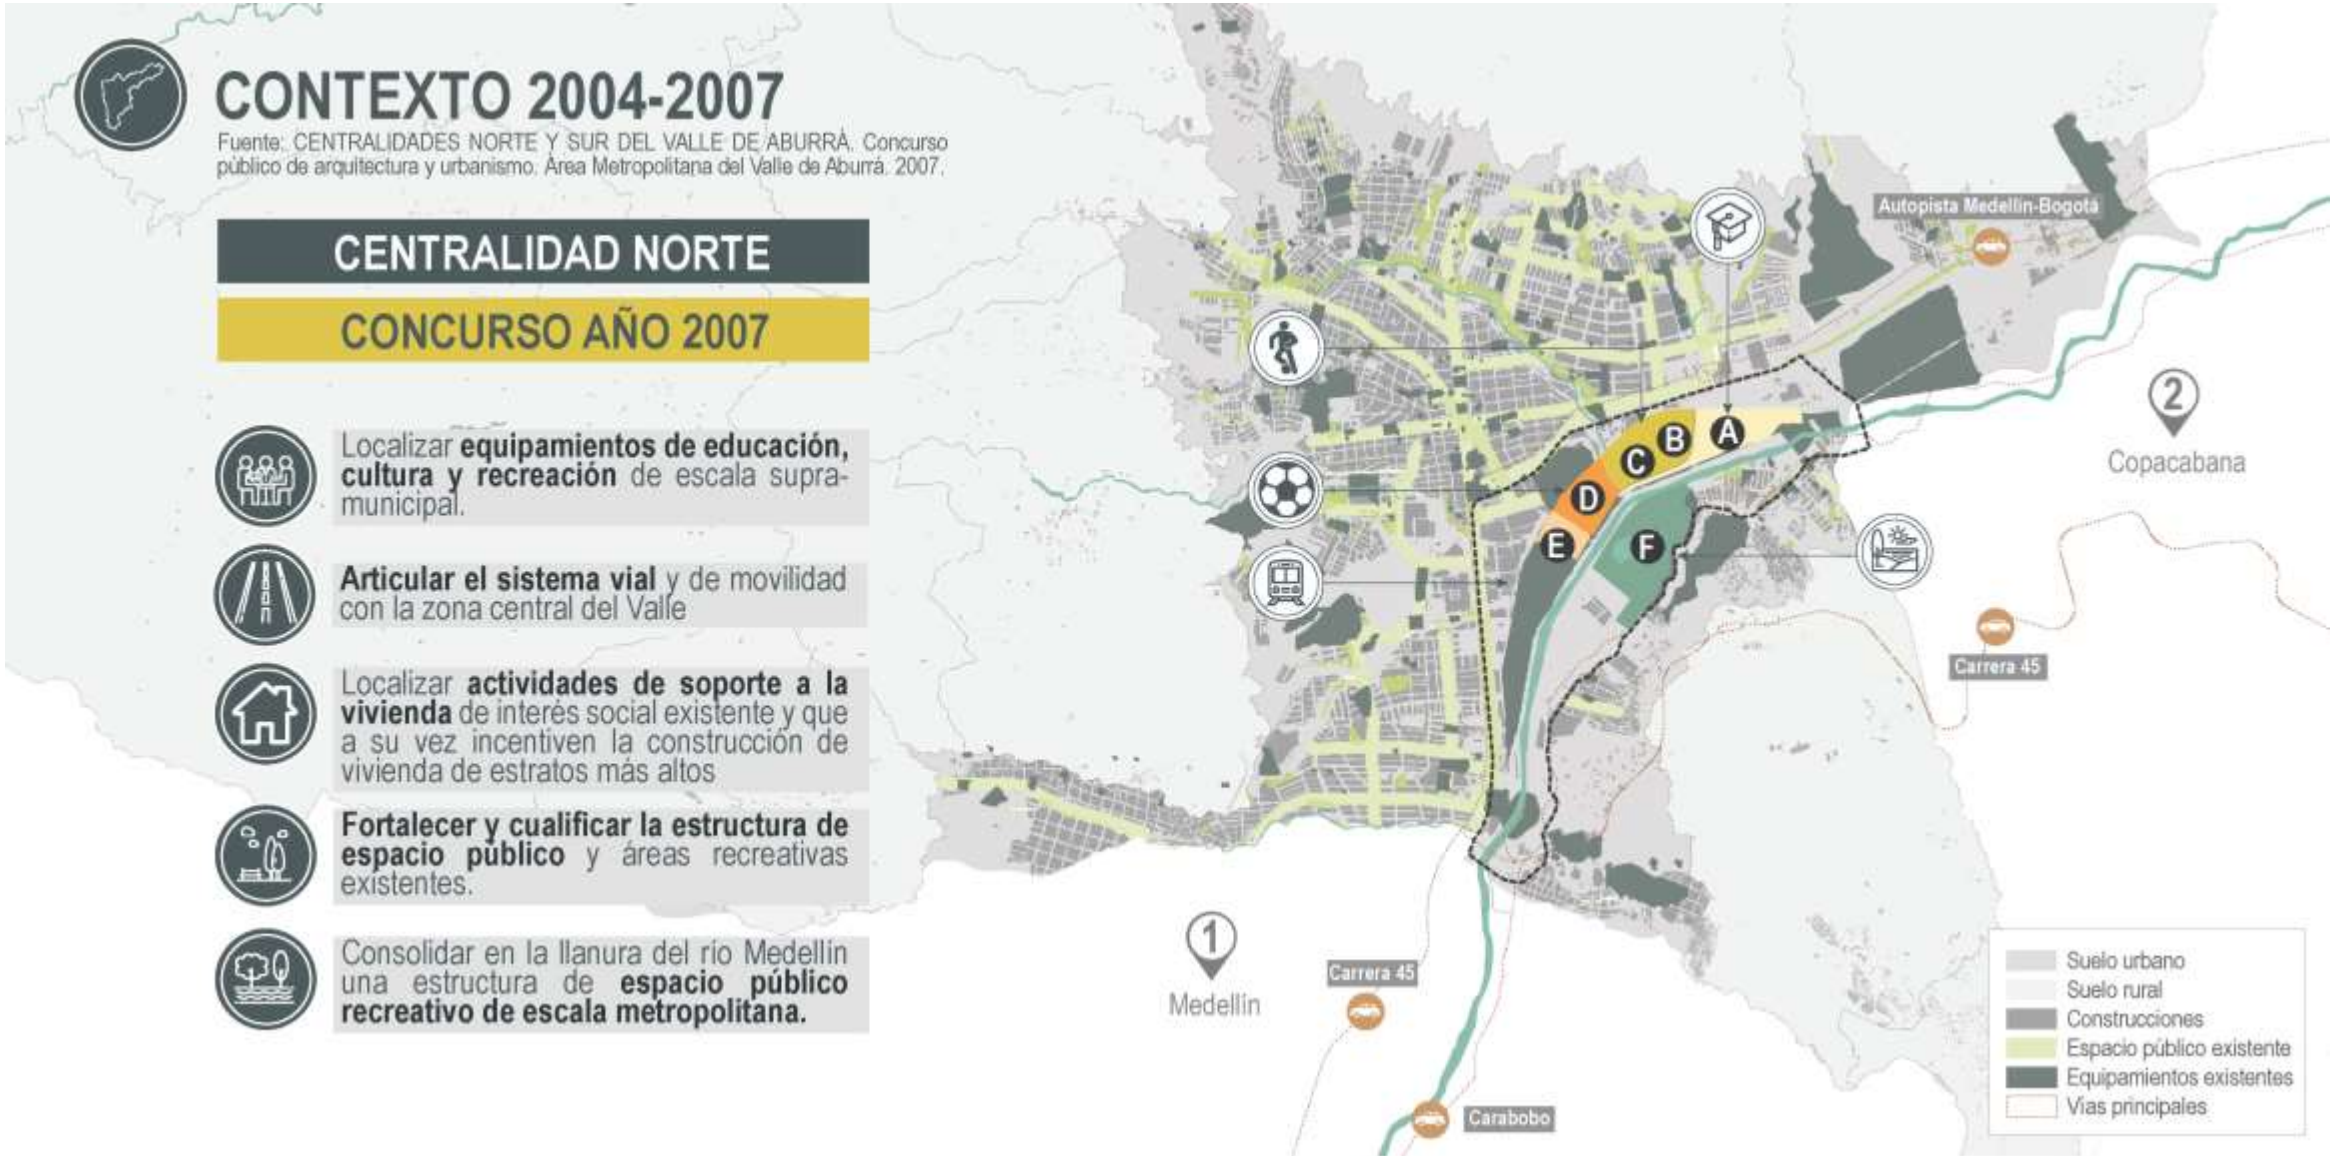 CONTEXTO 2004-2007
Fuente: CENTRALIDADES NORTE Y SUR DEL VALLE DE ABURRÁ. Concurso
público de arquitectura y urbanismo. Área Metropolitana del Valle de Aburrá. 2007.
CENTRALIDAD NORTE
CONCURSO AÑO 2007
Localizar equipamientos de educación,
cultura y recreación de escala supra-
municipal.
Articular el sistema vial y de movilidad
con la zona central del Valle
Localizar actividades de soporte a la
vivienda de interés social existente y que
a su vez incentiven la construcción de
vivienda de estratos más altos
Fortalecer y cualificar la estructura de
espacio público y áreas recreativas
existentes.
Consolidar en la llanura del río Medellín
una estructura de espacio público
recreativo de escala metropolitana.
Autopista Medellín-Bogotá
A
B
C
D
E
F
2
Copacabana
Carrera 45
1
Medellín
Carrera 45
Carabobo
Suelo urbano
Suelo rural
Construcciones
Espacio público existente
Equipamientos existentes
Vías principales